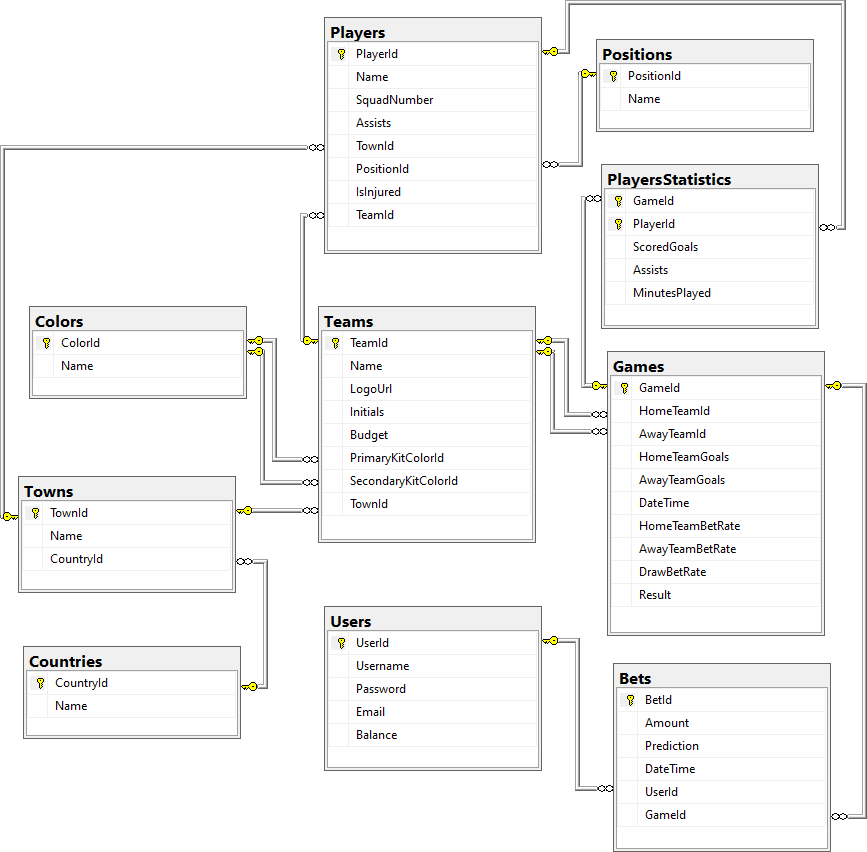 Players
PlayerId
Name
SquadNumber
Assists
TownId
PositionId
IsInjured
TeamId
Positions
PositionId
Name
PlayersStatistics
GameId
PlayerId
ScoredGoals
Assists
MinutesPlayed
Colors
ColorId
Name
Teams
TeamId
Name
LogoUrl
Initials
Budget
PrimaryKitColorId
SecondaryKitColorId
TownId
Games
GameId
HomeTeamId
AwayTeamId
HomeTeamGoals
AwayTeamGoals
DateTime
HomeTeamBetRate
AwayTeamBetRate
DrawBetRate
Result
Towns
TownId
Name
CountryId
Countries
CountryId
Name
Users
UserId
Username
Password
Email
Balance
Bets
BetId
Amount
Prediction
DateTime
UserId
GameId